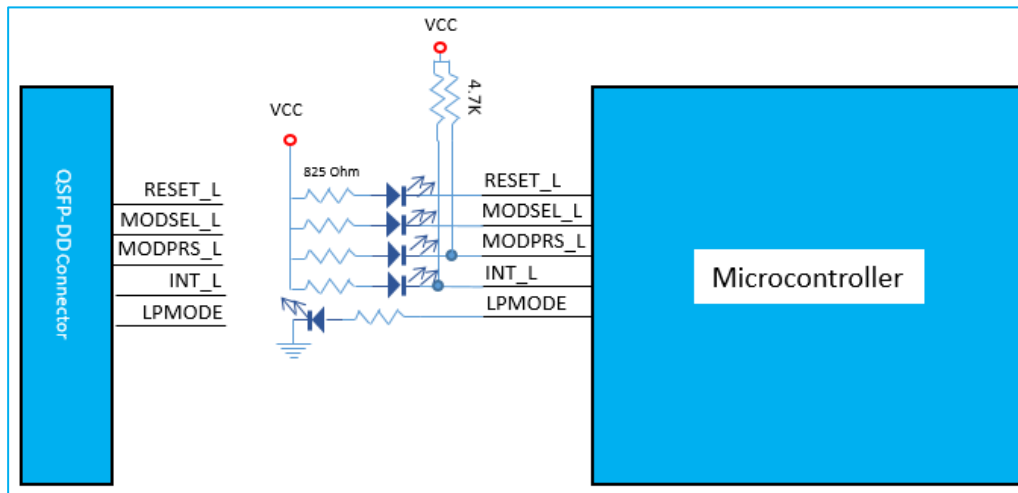 VCC
4.7K
VCC
825 Ohm
QSFP-DD Connector
RESET_L
MODSEL_L
MODPRS_L
INT_L
LPMODE
RESET_L
MODSEL_L
MODPRS_L
INT_L
LPMODE
Microcontroller